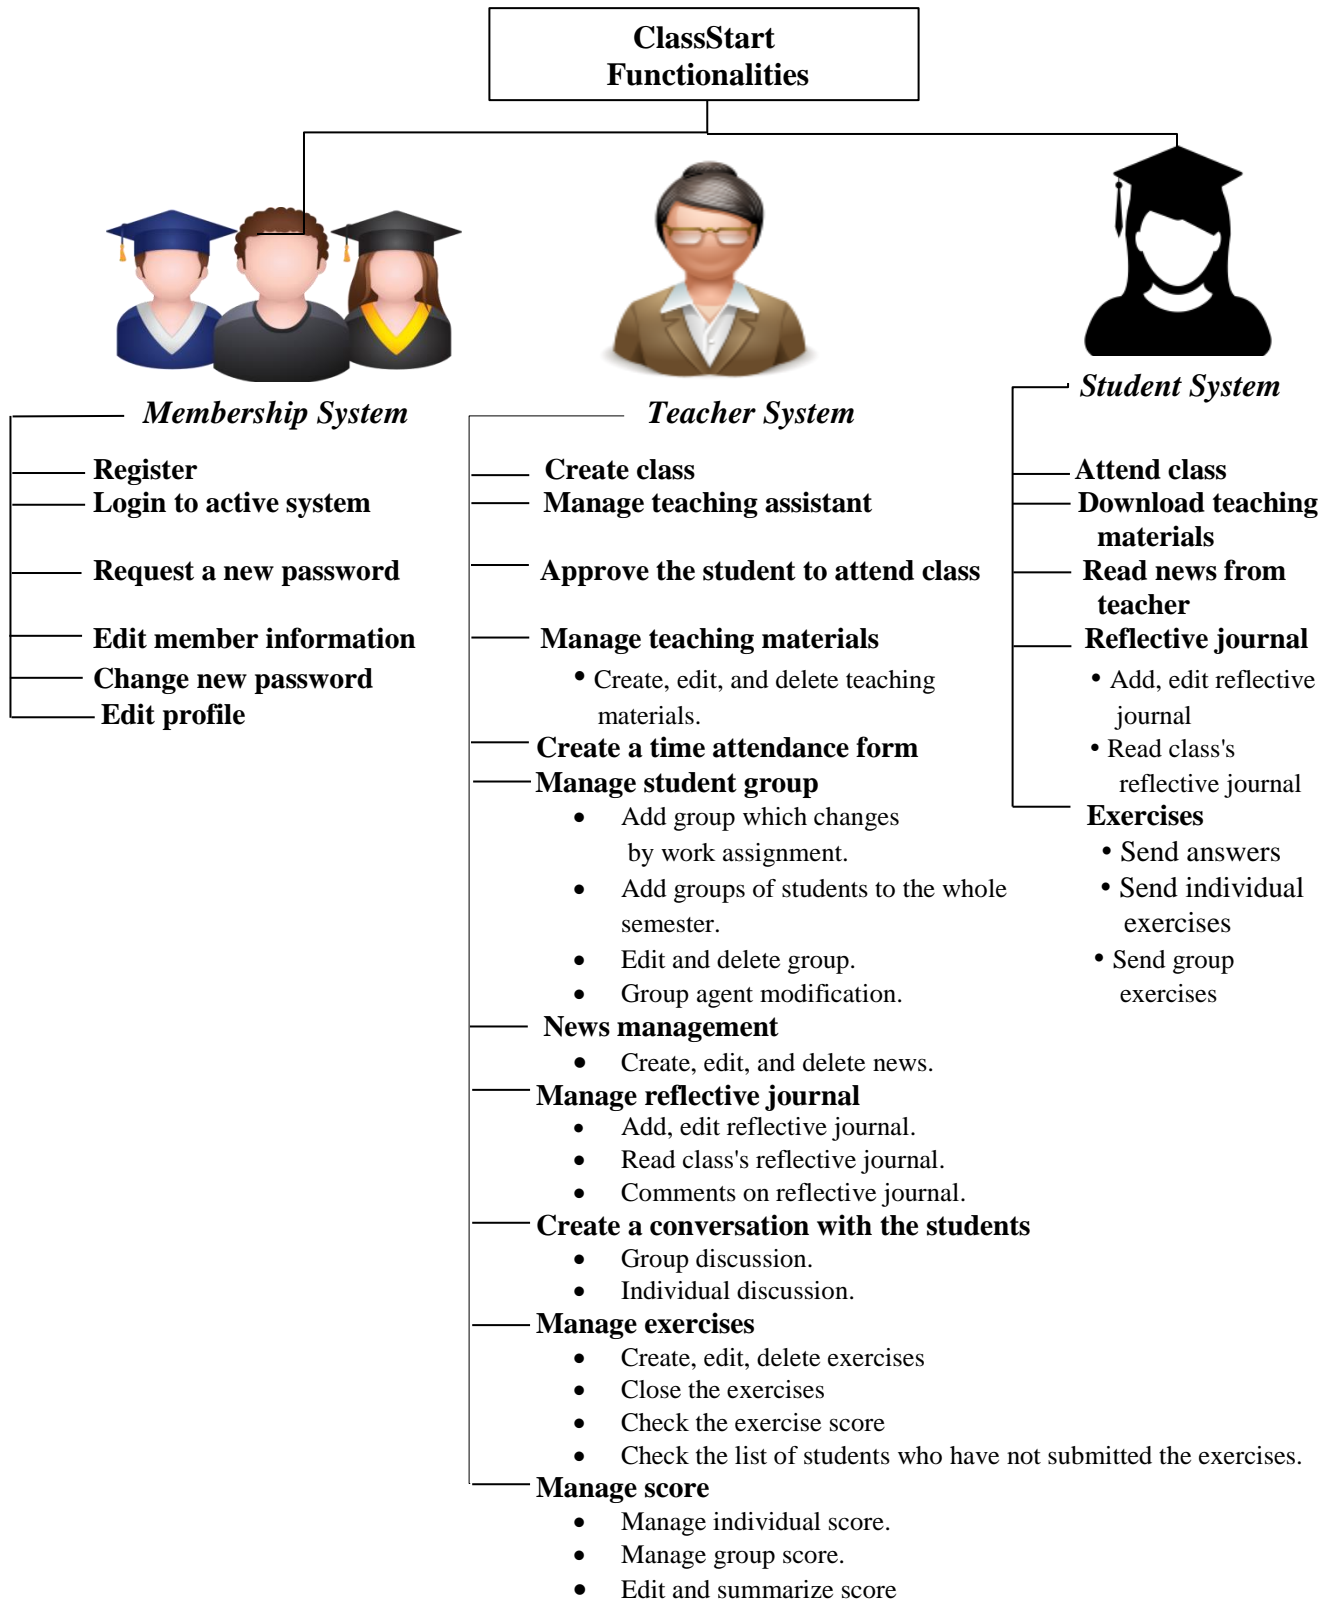 ClassStart
Functionalities
Membership System
Register
Login to active system
Request a new password
Edit member information
Change new password
Edit profile
Teacher System
Create class
Manage teaching assistant
Approve the student to attend class
Manage teaching materials
• Create, edit, and delete teaching
materials.
Create a time attendance form
Manage student group
• Add group which changes
by work assignment.
• Add groups of students to the whole
semester.
• Edit and delete group.
• Group agent modification.
News management
• Create, edit, and delete news.
Manage reflective journal
• Add, edit reflective journal.
• Read class's reflective journal.
• Comments on reflective journal.
Create a conversation with the students
• Group discussion.
• Individual discussion.
Manage exercises
• Create, edit, delete exercises
• Close the exercises
• Check the exercise score
• Check the list of students who have not submitted the exercises.
Manage score
• Manage individual score.
• Manage group score.
• Edit and summarize score
Student System
Attend class
Download teaching
materials
Read news from
teacher
Reflective journal
• Add, edit reflective
journal
• Read class's
reflective journal
Exercises
• Send answers
• Send individual
exercises
• Send group
exercises